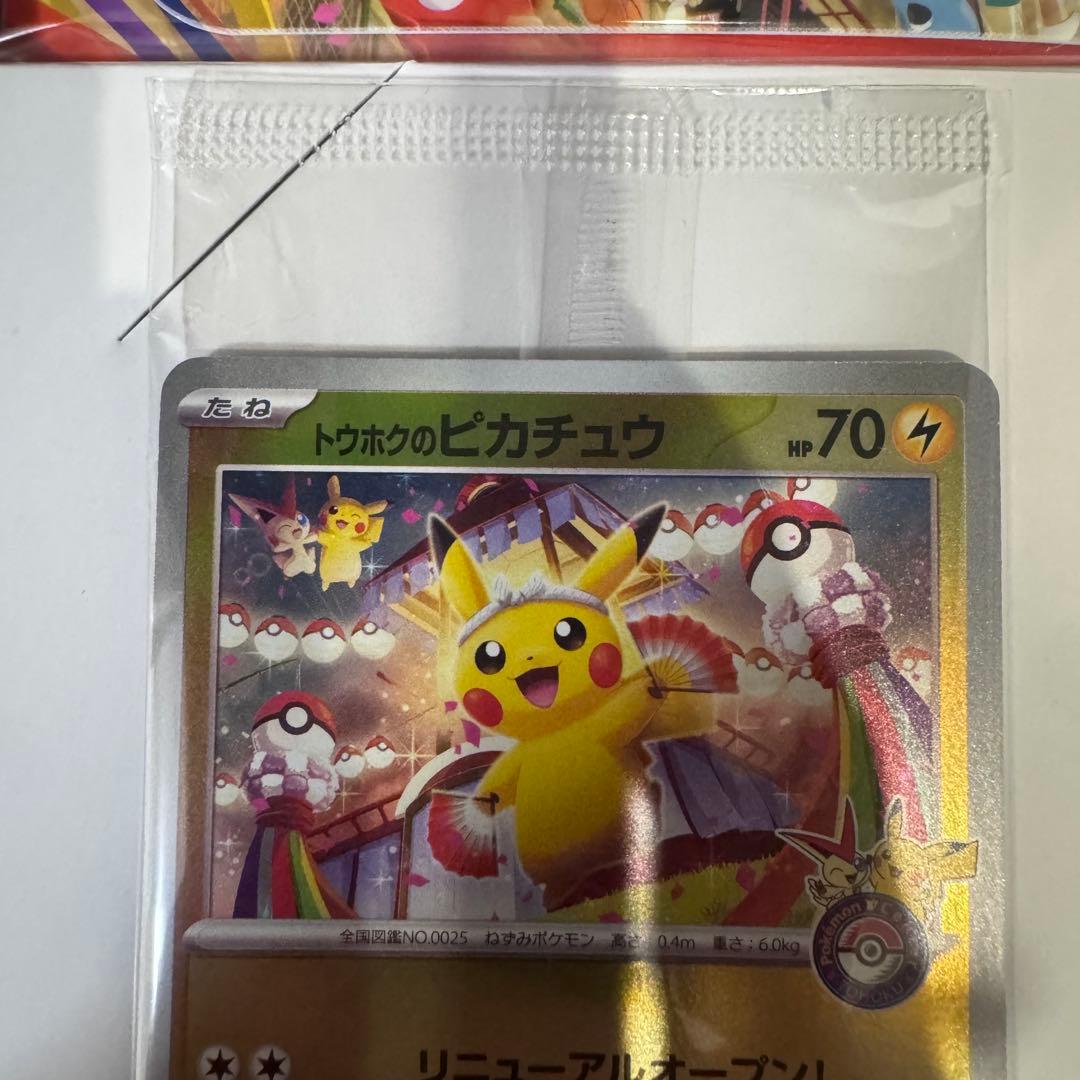 たね
トウホクのピカチュウ HP70
全国図鑑NO.0025 ねずみポケモン 高さ：0.4m 重さ：6.0kg
Pokémon
TOHOKU
リニューアルオープン!